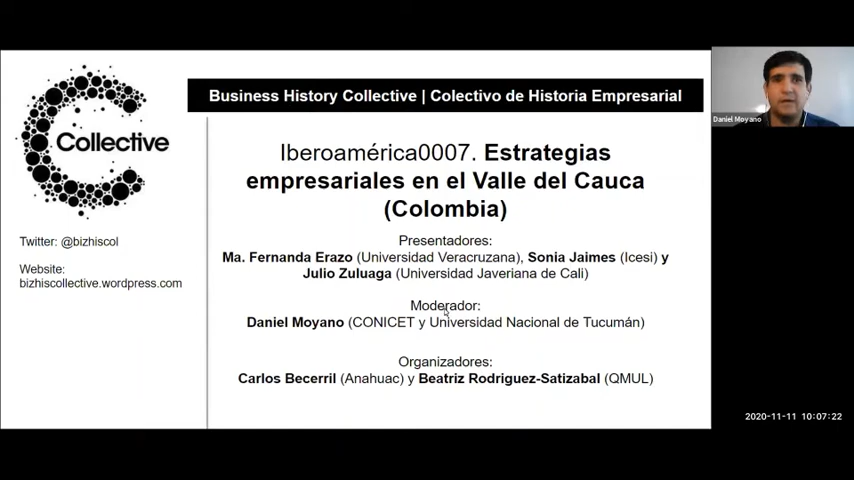 Collective
Twitter: @bizhiscol
Website:
bizhiscollective.wordpress.com
Business History Collective | Colectivo de Historia Empresarial
Iberoamérica0007. Estrategias
empresariales en el Valle del Cauca
(Colombia)
Presentadores:
Ma. Fernanda Erazo (Universidad Veracruzana), Sonia Jaimes (Icesi) y
Julio Zuluaga (Universidad Javeriana de Cali)
Moderador:
Daniel Moyano (CONICET y Universidad Nacional de Tucumán)
Organizadores:
Carlos Becerril (Anahuac) y Beatriz Rodriguez-Satizabal (QMUL)
Daniel Moyano
2020-11-11 10:07:22